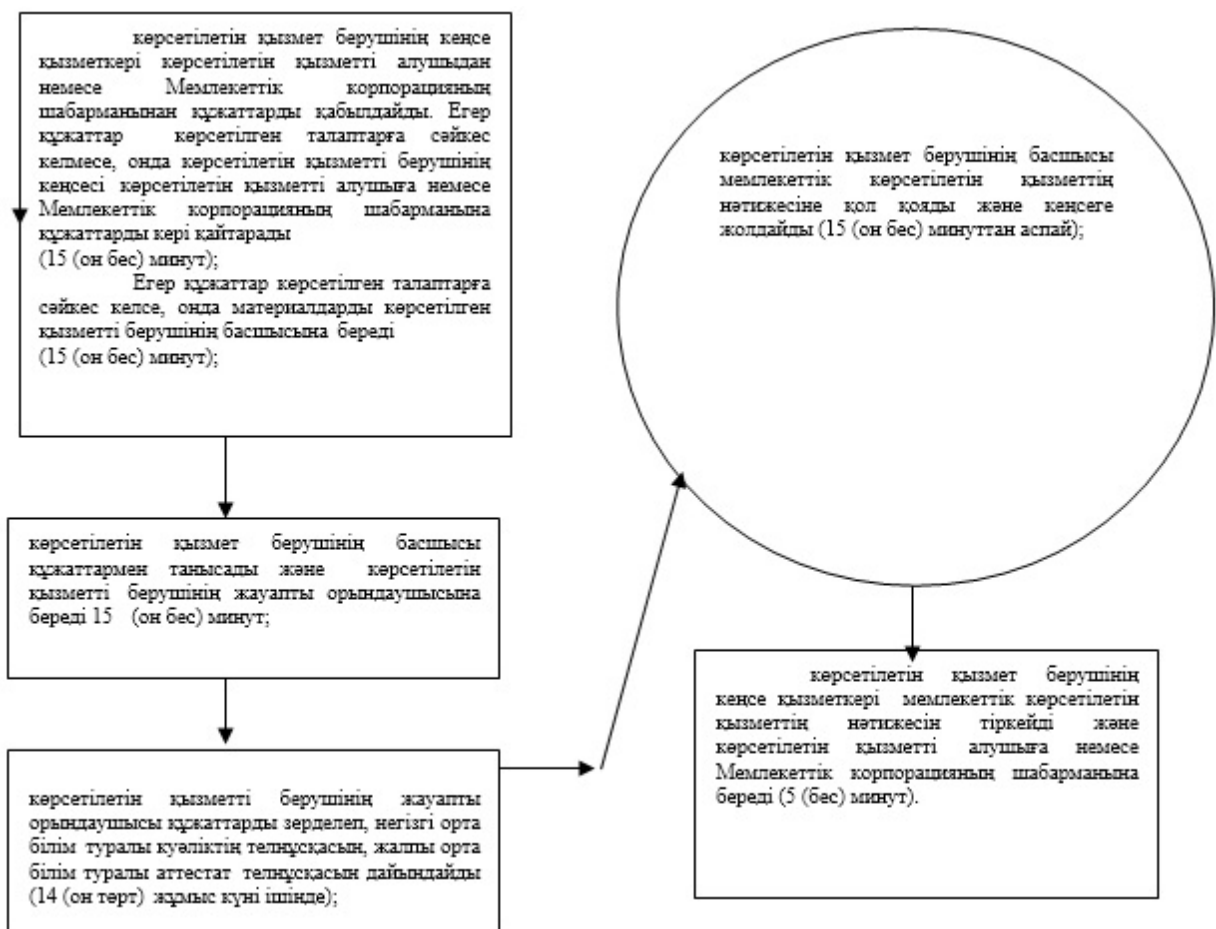 көрсетілетін қызмет берушінің кеңсе
қызметкері көрсетілетін қызметті алушыдан
немесе Мемлекеттік корпорацияның
шабарманынан құжаттарды қабылдайды. Егер
құжаттар көрсетілген талаптарға сәйкес
келмесе, онда көрсетілетін қызметті берушінің
кеңсесі көрсетілетін қызметті алушыға немесе
Мемлекеттік корпорацияның шабарманына
құжаттарды кері қайтарады
(15 (он бес) минут);
Егер құжаттар көрсетілген талаптарға
сәйкес келсе, онда материалдарды көрсетілген
қызметті берушінің басшысына береді
(15 (он бес) минут);
көрсетілетін қызмет берушінің басшысы
құжаттармен танысады және көрсетілетін
қызметті берушінің жауапты орындаушысына
береді 15 (он бес) минут;
көрсетілетін қызметті берушінің жауапты
орындаушысы құжаттарды зерделеп, негізгі орта
білім туралы куәліктің телнұсқасын, жалпы орта
білім туралы аттестат телнұсқасын дайындайды
(14 (он төрт) жұмыс күні ішінде);
көрсетілетін қызмет берушінің басшысы
мемлекеттік көрсетілетін қызметтің
нәтижесіне қол қояды және кеңсеге
жолдайды (15 (он бес) минуттан аспай);
көрсетілетін қызмет берушінің
кеңсе қызметкері мемлекеттік көрсетілетін
қызметтің нәтижесін тіркейді және
көрсетілетін қызметті алушыға немесе
Мемлекеттік корпорацияның шабарманына
береді (5 (бес) минут).